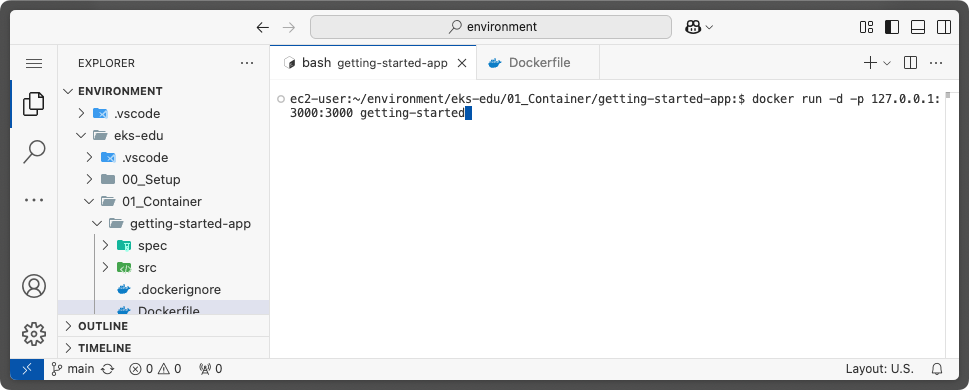 environment
EXPLORER
bash getting-started-app
Dockerfile
ENVIRONMENT
.vscode
eks-edu
.vscode
00_Setup
01_Container
getting-started-app
spec
src
.dockerignore
Dockerfile
OUTLINE
TIMELINE
ec2-user:~/environment/eks-edu/01_Container/getting-started-app:$ docker run -d -p 127.0.0.1:
3000:3000 getting-started
main 0 0 0 Layout: U.S.